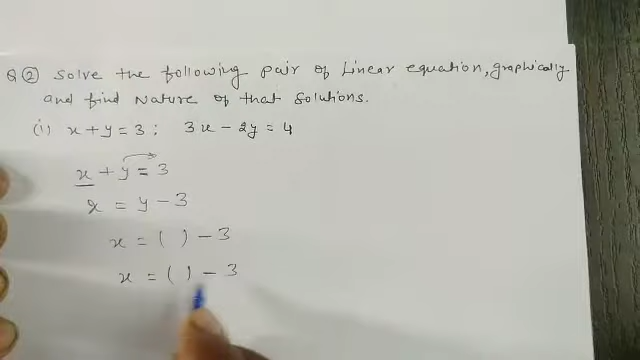 Q ② Solve the following pair of Linear equation, graphically
and find Nature of that Solutions.
(i) x + y = 3 ; 3x - 2y = 4
x + y = 3
x = y - 3
x = ( ) - 3
x = ( ) - 3